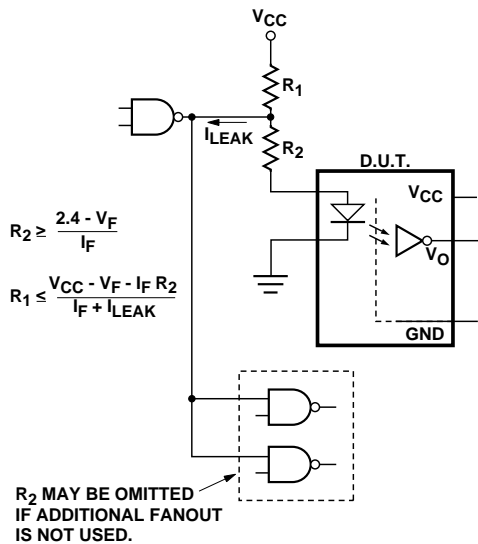 VCC
R1
ILEAK
R2
D.U.T.
VCC
VO
GND
R2 ≥ 2.4 - VF / IF
R1 ≤ VCC - VF - IF R2 / IF + ILEAK
R2 MAY BE OMITTED
IF ADDITIONAL FANOUT
IS NOT USED.